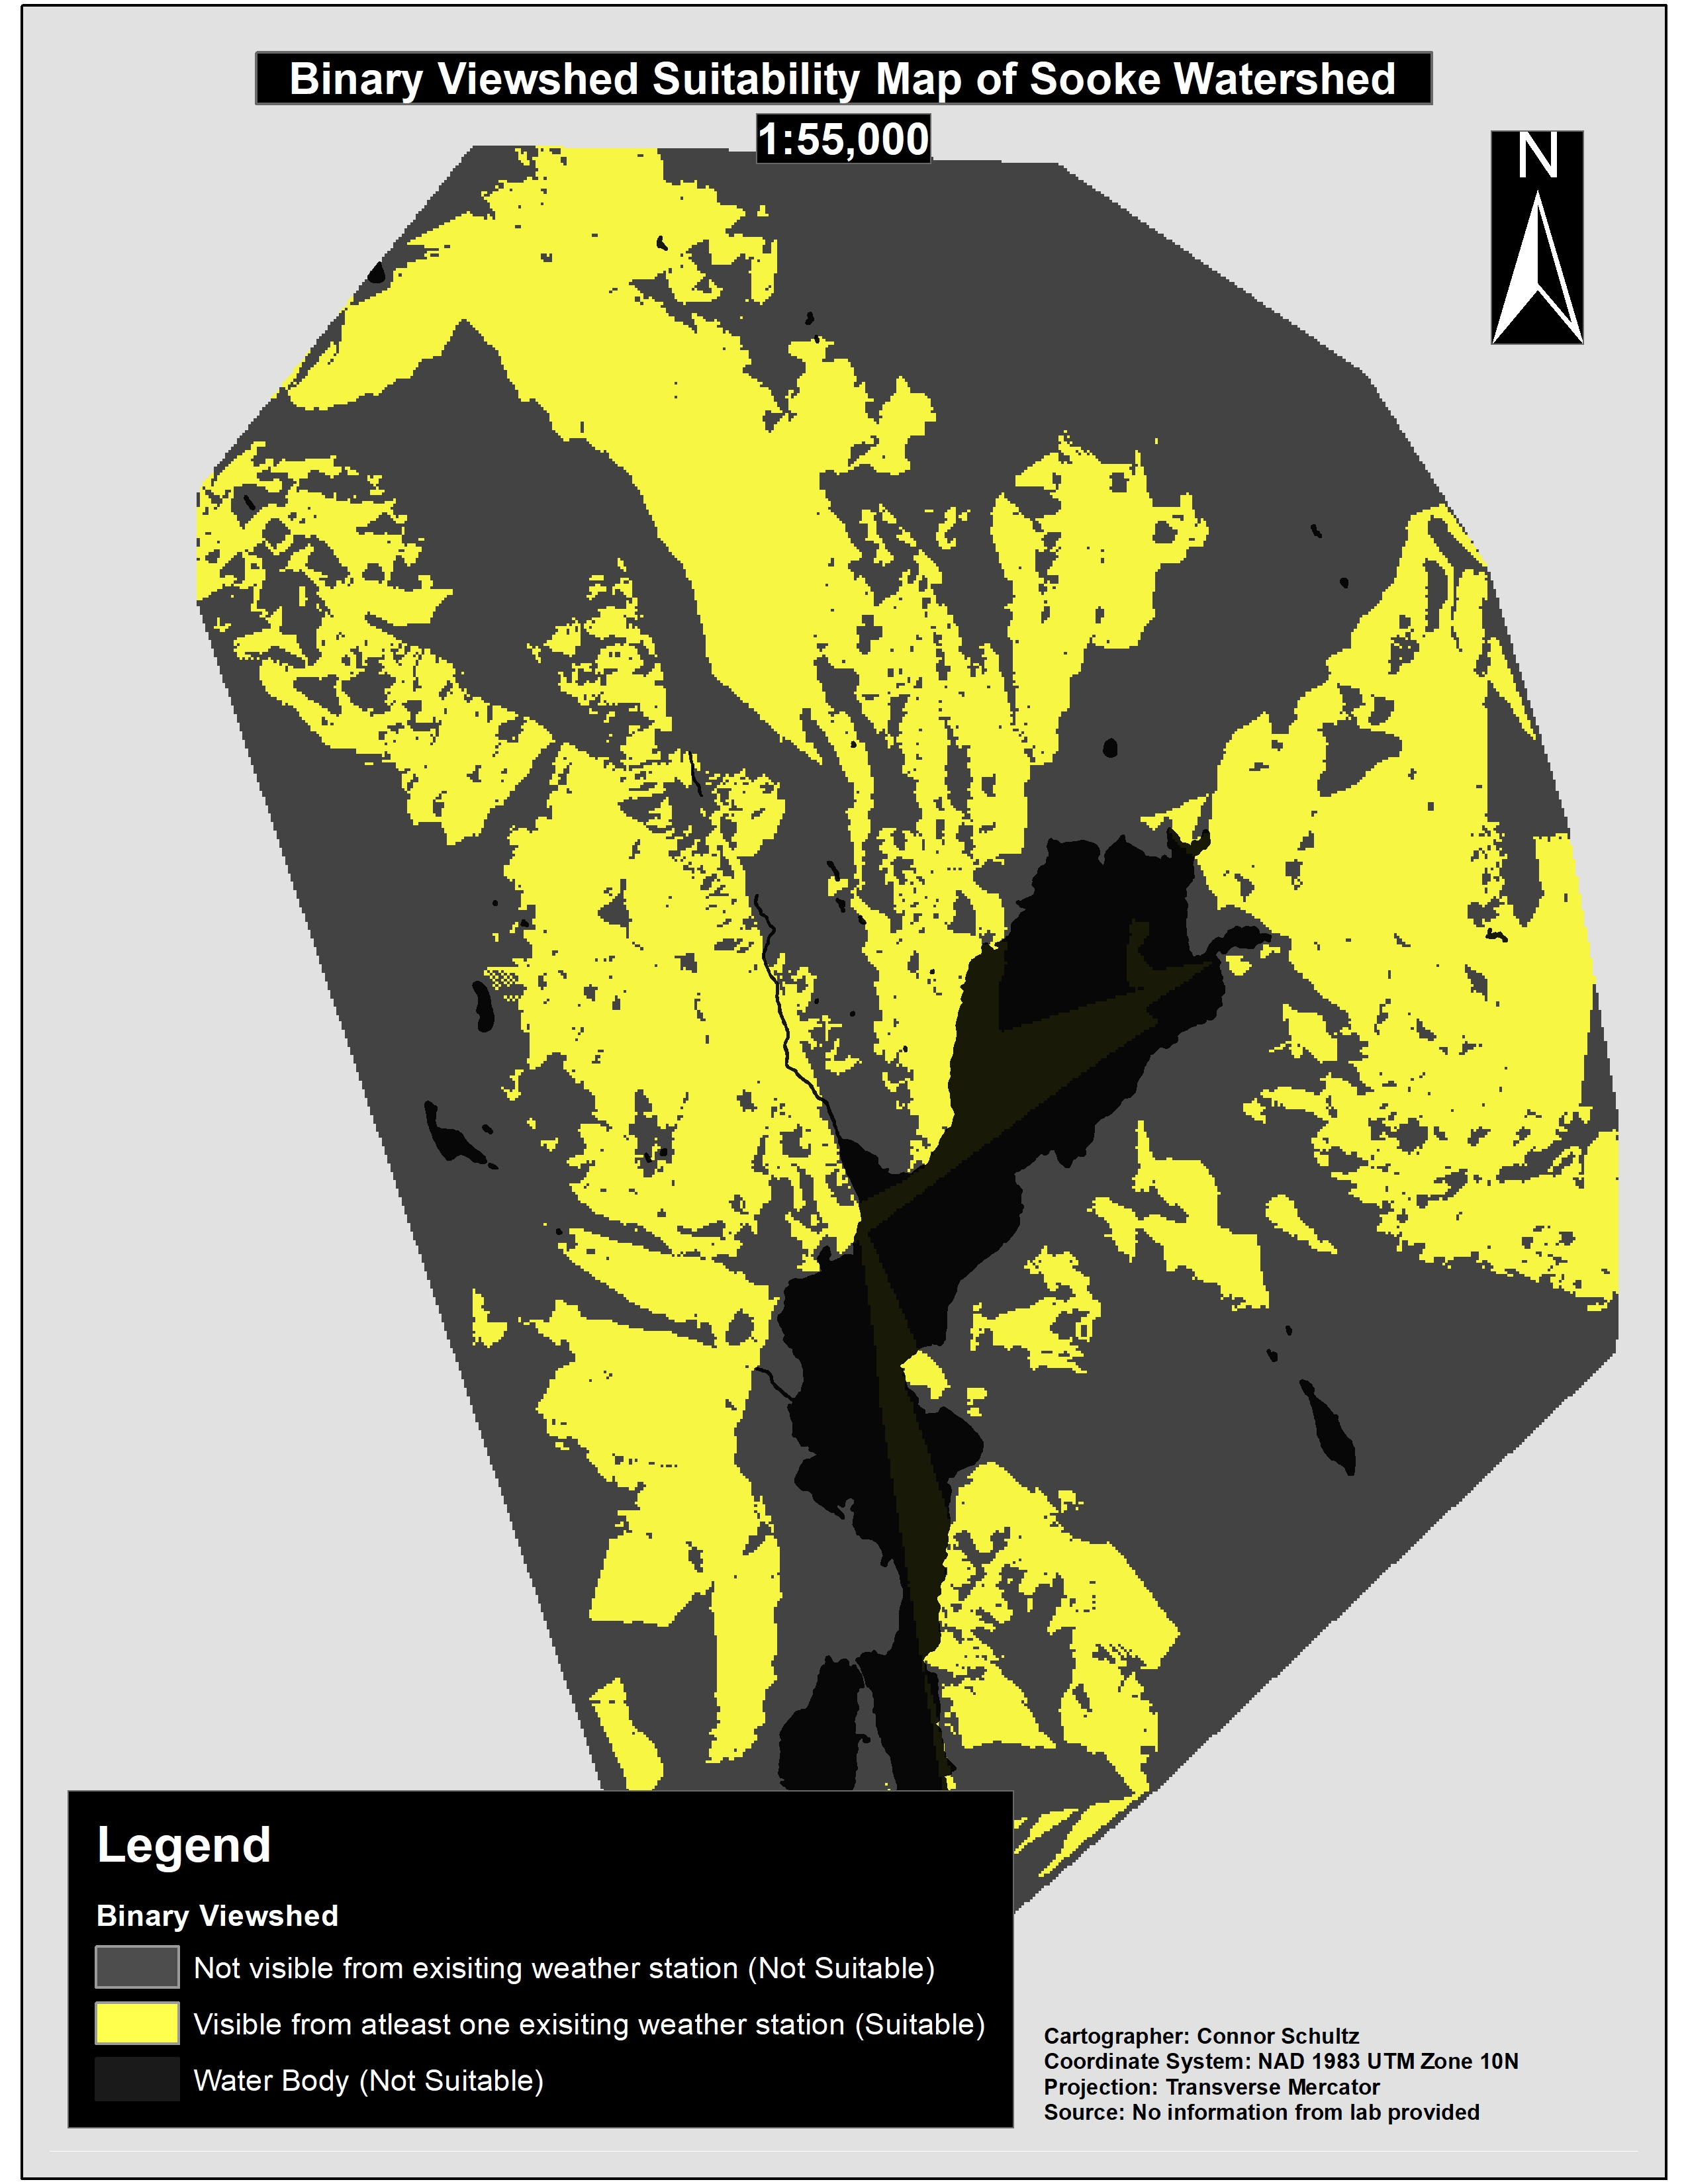 Binary Viewshed Suitability Map of Sooke Watershed
1:55,000
N
Legend
Binary Viewshed
Not visible from exisiting weather station (Not Suitable)
Visible from atleast one exisiting weather station (Suitable)
Water Body (Not Suitable)
Cartographer: Connor Schultz
Coordinate System: NAD 1983 UTM Zone 10N
Projection: Transverse Mercator
Source: No information from lab provided